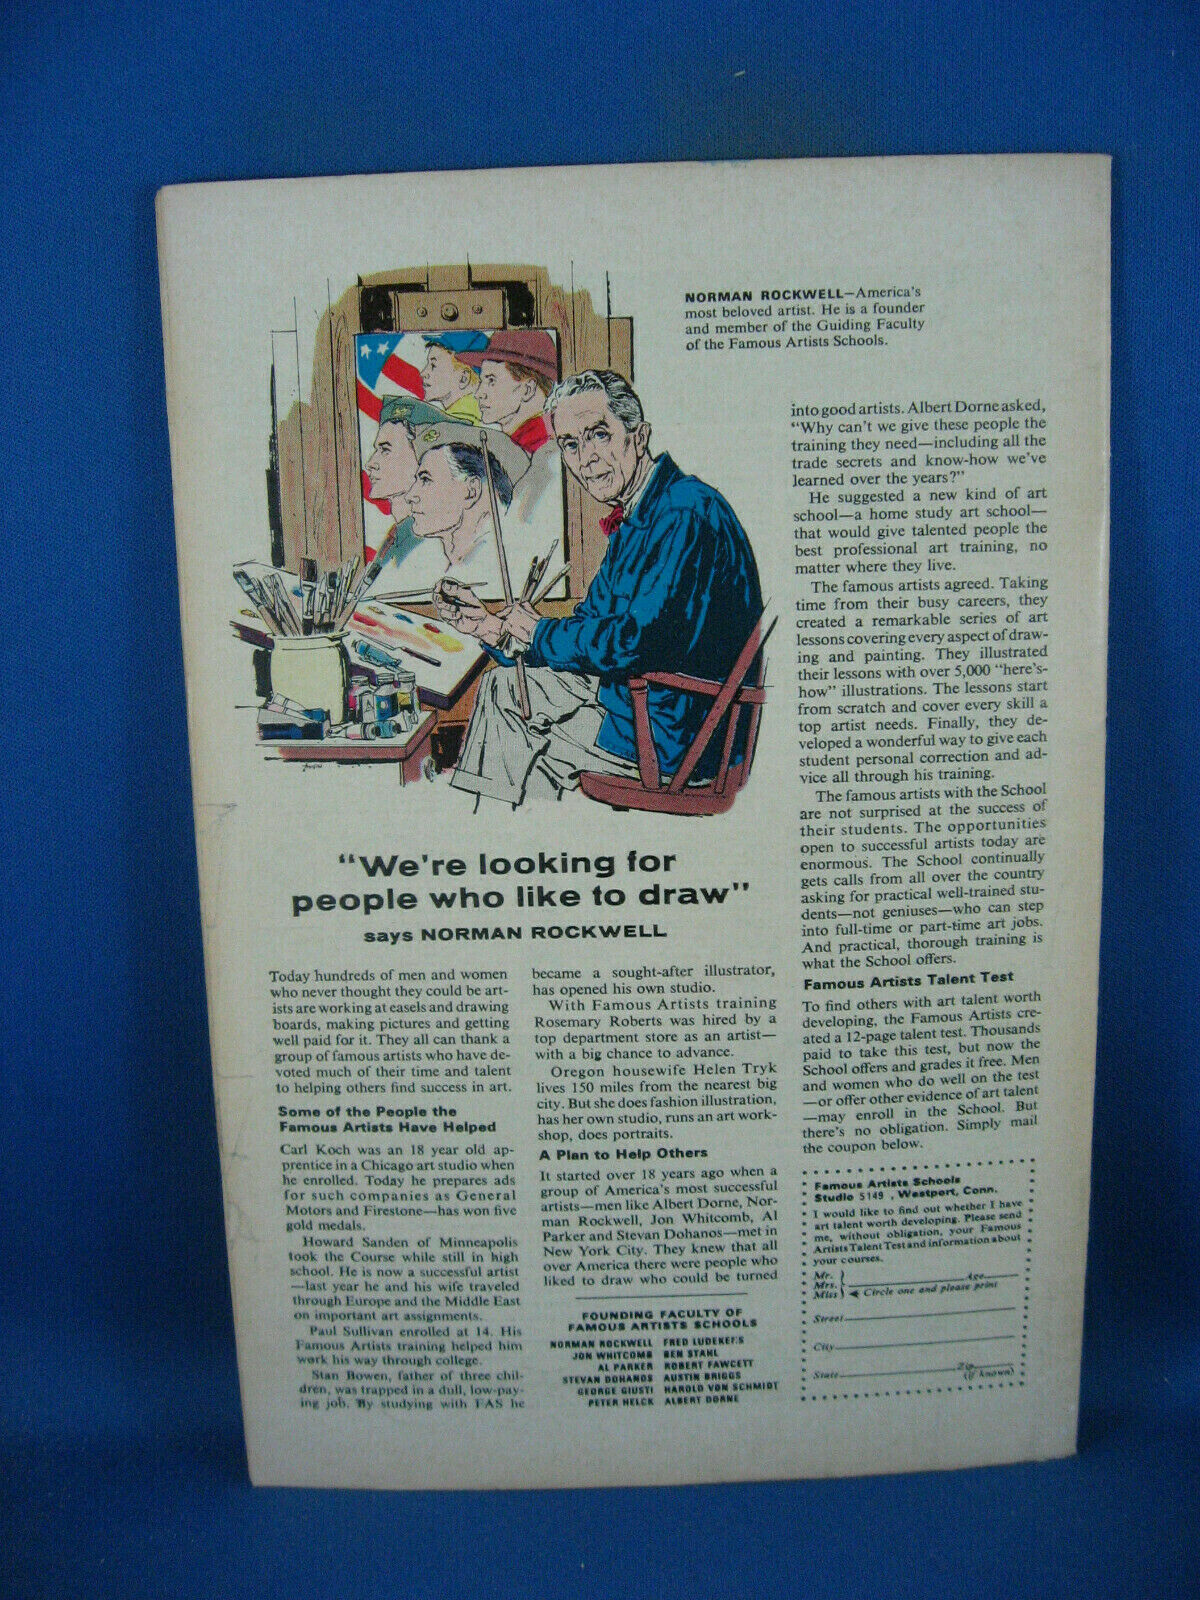 NORMAN ROCKWELL—America's
most beloved artist. He is a founder
and member of the Guiding Faculty
of the Famous Artists Schools.
"We're looking for
people who like to draw"
says NORMAN ROCKWELL
Today hundreds of men and women
who never thought they could be art-
ists are working at easels and drawing
boards, making pictures and getting
well paid for it. They all can thank a
group of famous artists who have de-
voted much of their time and talent
to helping others find success in art.
Some of the People the
Famous Artists Have Helped
Carl Koch was an 18 year old ap-
prentice in a Chicago art studio when
he enrolled. Today he prepares ads
for such companies as General
Motors and Firestone—has won five
gold medals.
Howard Sanden of Minneapolis
took the Course while still in high
school. He is now a successful artist
—last year he and his wife traveled
through Europe and the Middle East
on important art assignments.
Paul Sullivan enrolled at 14. His
Famous Artists training helped him
work his way through college.
Stan Bowen, father of three chil-
dren, was trapped in a dull, low-pay-
ing job. By studying with FAS he
became a sought-after illustrator,
has opened his own studio.
With Famous Artists training
Rosemary Roberts was hired by a
top department store as an artist—
with a big chance to advance.
Oregon housewife Helen Tryk
lives 150 miles from the nearest big
city. But she does fashion illustration,
has her own studio, runs an art work-
shop, does portraits.
A Plan to Help Others
It started over 18 years ago when a
group of America's most successful
artists—men like Albert Dorne, Nor-
man Rockwell, Jon Whitcomb, Al
Parker and Stevan Dohanos—met in
New York City. They knew that all
over America there were people who
liked to draw who could be turned
FOUNDING FACULTY OF
FAMOUS ARTISTS SCHOOLS
NORMAN ROCKWELL FRED LUDEKENS
JON WHITCOMB BEN STAHL
AL PARKER ROBERT FAWCETT
STEVAN DOHANOS AUSTIN BRIGGS
GEORGE GIUSTI HAROLD VON SCHMIDT
PETER HELCK ALBERT DORNE
into good artists. Albert Dorne asked,
"Why can't we give these people the
training they need—including all the
trade secrets and know-how we've
learned over the years?"
He suggested a new kind of art
school—a home study art school—
that would give talented people the
best professional art training, no
matter where they live.
The famous artists agreed. Taking
time from their busy careers, they
created a remarkable series of art
lessons covering every aspect of draw-
ing and painting. They illustrated
their lessons with over 5,000 "here's-
how" illustrations. The lessons start
from scratch and cover every skill a
top artist needs. Finally, they de-
veloped a wonderful way to give each
student personal correction and ad-
vice all through his training.
The famous artists with the School
are not surprised at the success of
their students. The opportunities
open to successful artists today are
enormous. The School continually
gets calls from all over the country
asking for practical well-trained stu-
dents—not geniuses—who can step
into full-time or part-time art jobs.
And practical, thorough training is
what the School offers.
Famous Artists Talent Test
To find others with art talent worth
developing, the Famous Artists cre-
ated a 12-page talent test. Thousands
paid to take this test, but now the
School offers and grades it free. Men
and women who do well on the test
—or offer other evidence of art talent
—may enroll in the School. But
there's no obligation. Simply mail
the coupon below.
Famous Artists Schools
Studio 5149 , Westport, Conn.
I would like to find out whether I have
art talent worth developing. Please send
me, without obligation, your Famous
Artists Talent Test and information about
your courses.
Mr.
Mrs. Age
Miss Circle one and please print
Street
City
State Zip (if known)